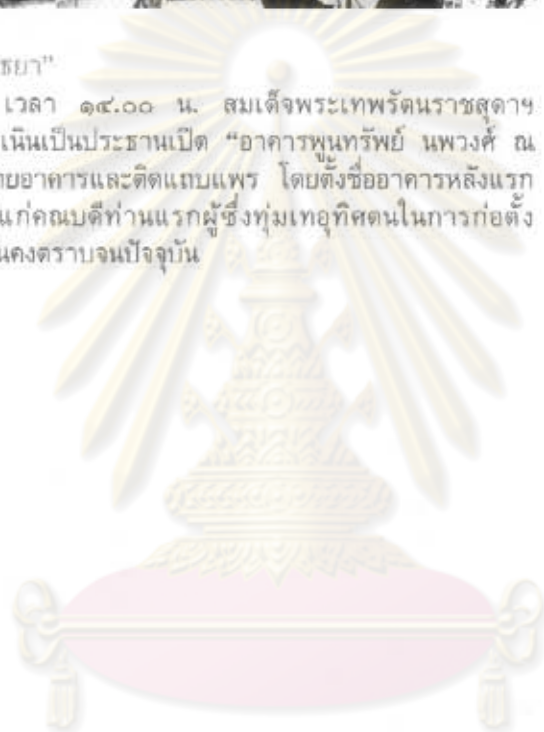 ธยา”
เวลา ๑๔.๐๐ น. สมเด็จพระเทพรัตนราชสุดาฯ
เนินเป็นประธานเปิด “อาคารพูนทรัพย์ นพวงศ์ ณ
ายอาคารและติดแถบแพร โดยตั้งชื่ออาคารหลังแรก
แก่คณบดีท่านแรกผู้ซึ่งทุ่มเทอุทิศตนในการก่อตั้ง
นคงตราบจนปัจจุบัน